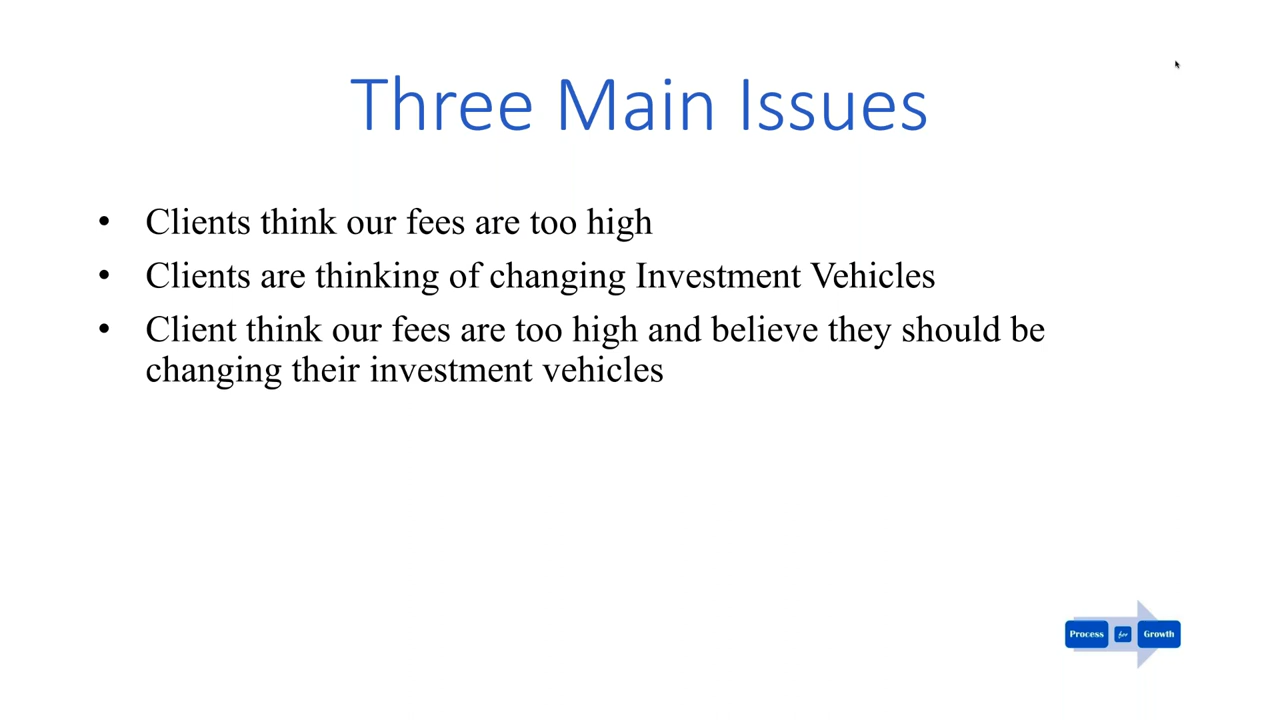 Three Main Issues
• Clients think our fees are too high
• Clients are thinking of changing Investment Vehicles
• Client think our fees are too high and believe they should be
changing their investment vehicles
Process for Growth